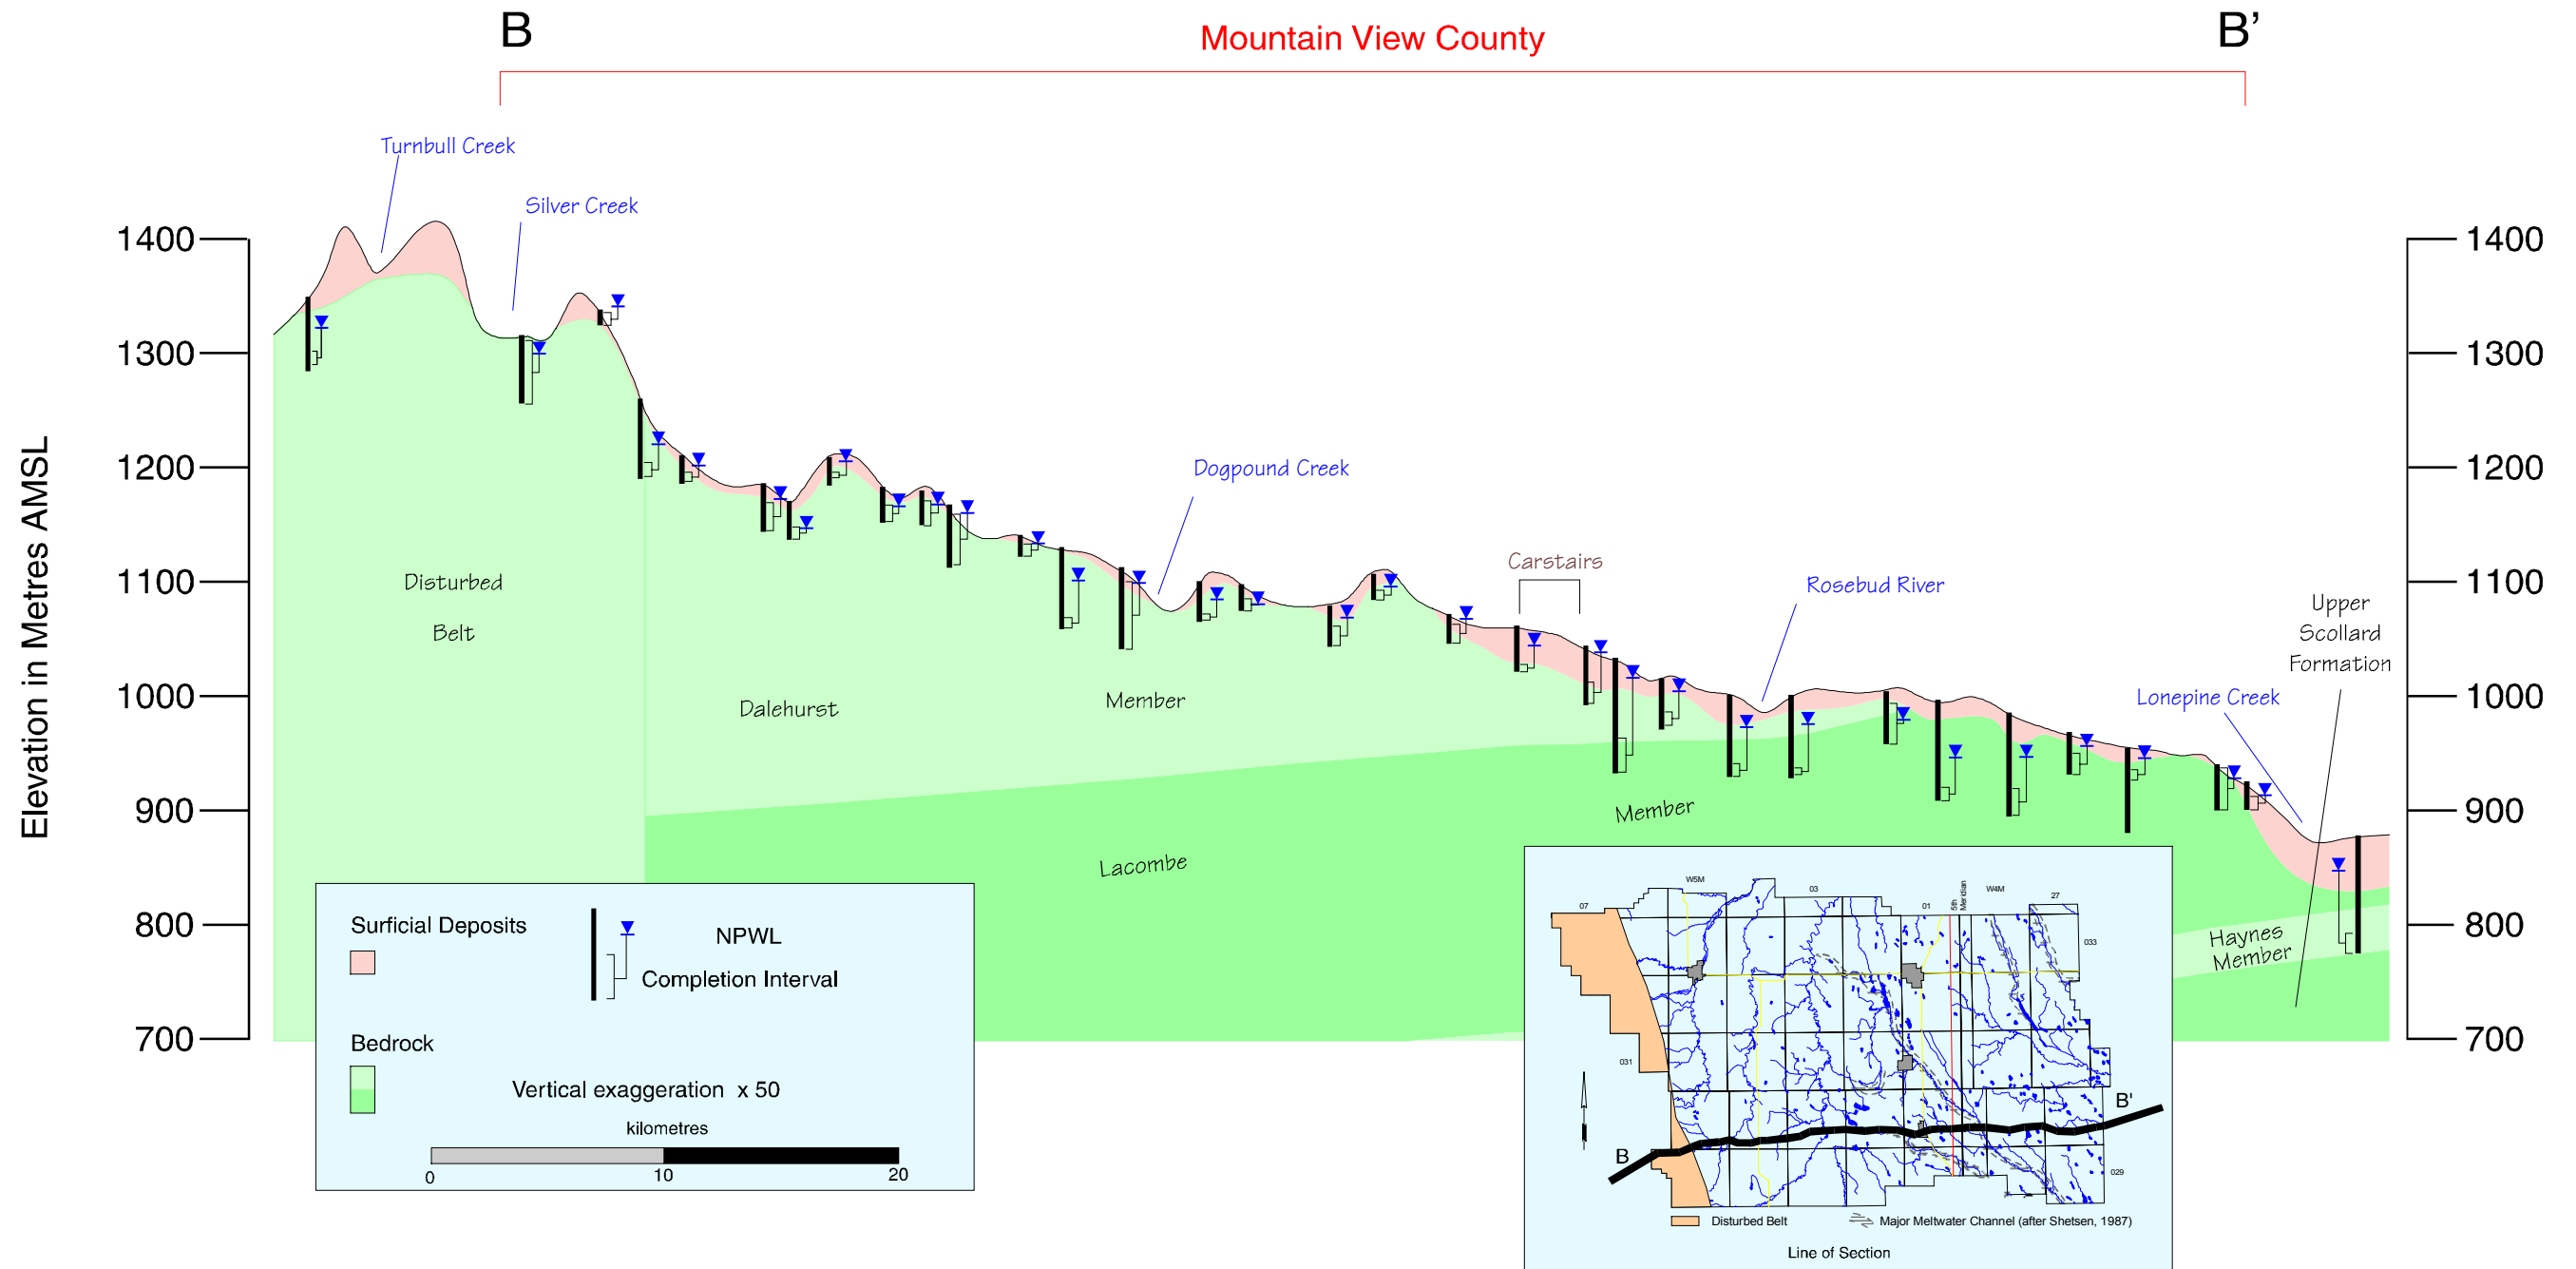 B
Mountain View County
B’
Turnbull Creek
Silver Creek
1400
1400
1300
1300
1200
1200
Dogpound Creek
1100
1100
Disturbed
Belt
Carstairs
Rosebud River
Upper
Scollard
Formation
Elevation in Metres AMSL
1000
1000
Dalehurst
Member
Lonepine Creek
900
900
Member
Lacombe
800
800
Haynes
Member
700
700
Surficial Deposits
NPWL
Completion Interval
Bedrock
Vertical exaggeration x 50
kilometres
0
10
20
W5M
03
01
5th
Meridian
W4M
27
07
033
031
B
B'
029
Disturbed Belt
Major Meltwater Channel (after Shetsen, 1987)
Line of Section